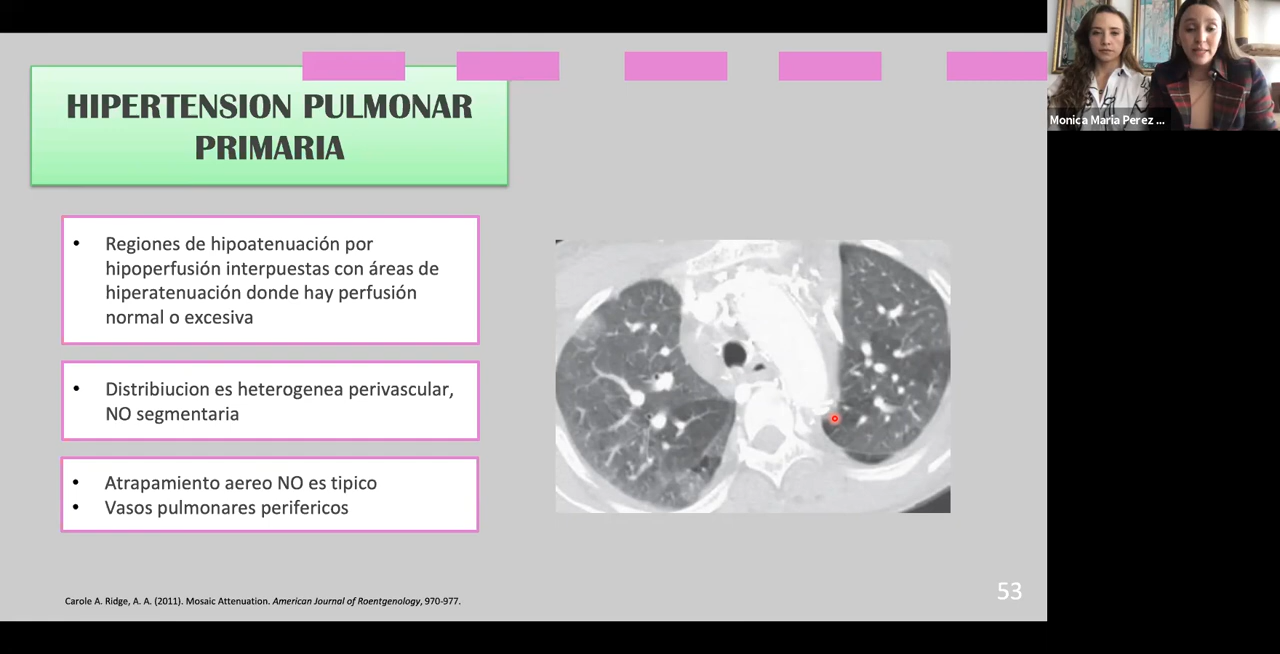 HIPERTENSION PULMONAR
PRIMARIA
• Regiones de hipoatenuación por
hipoperfusión interpuestas con áreas de
hiperatenuación donde hay perfusión
normal o excesiva
• Distribiucion es heterogenea perivascular,
NO segmentaria
• Atrapamiento aereo NO es tipico
• Vasos pulmonares perifericos
Carole A. Ridge, A. A. (2011). Mosaic Attenuation. American Journal of Roentgenology, 970-977.
53
Monica Maria Perez ...